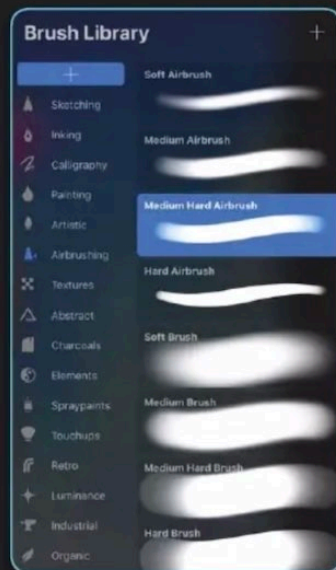 Brush Library
Sketching
Inking
Calligraphy
Painting
Artistic
Airbrushing
Textures
Abstract
Charcoals
Elements
Spraypaints
Touchups
Retro
Luminance
Industrial
Organic
Soft Airbrush
Medium Airbrush
Medium Hard Airbrush
Hard Airbrush
Soft Brush
Medium Brush
Medium Hard Brush
Hard Brush